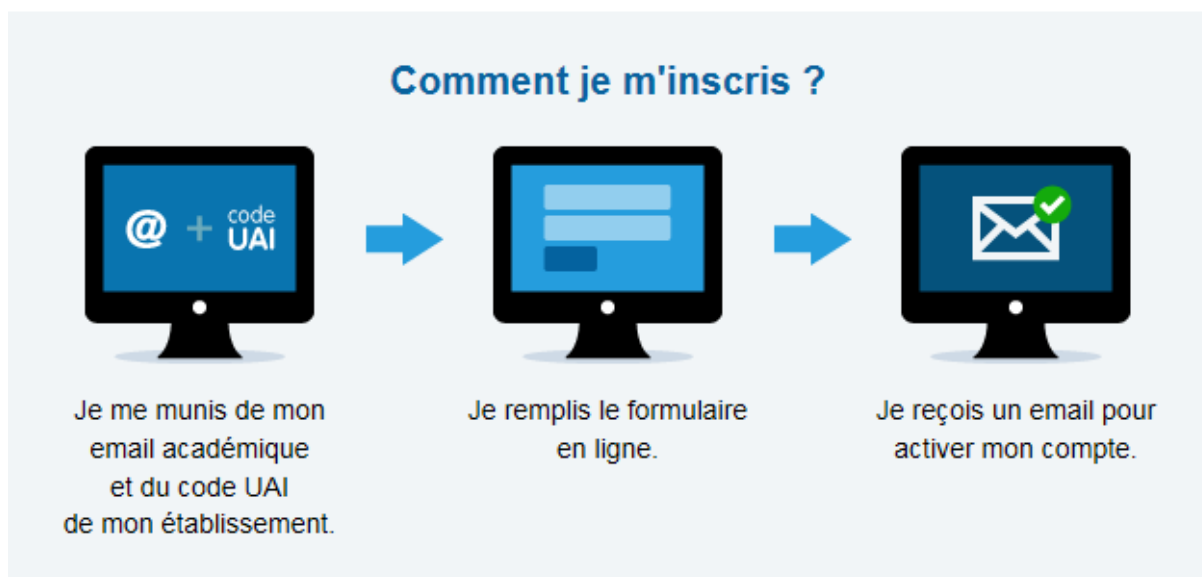 Comment je m'inscris ?
@ + code
UAI
Je me munis de mon
email académique
et du code UAI
de mon établissement.
Je remplis le formulaire
en ligne.
Je reçois un email pour
activer mon compte.